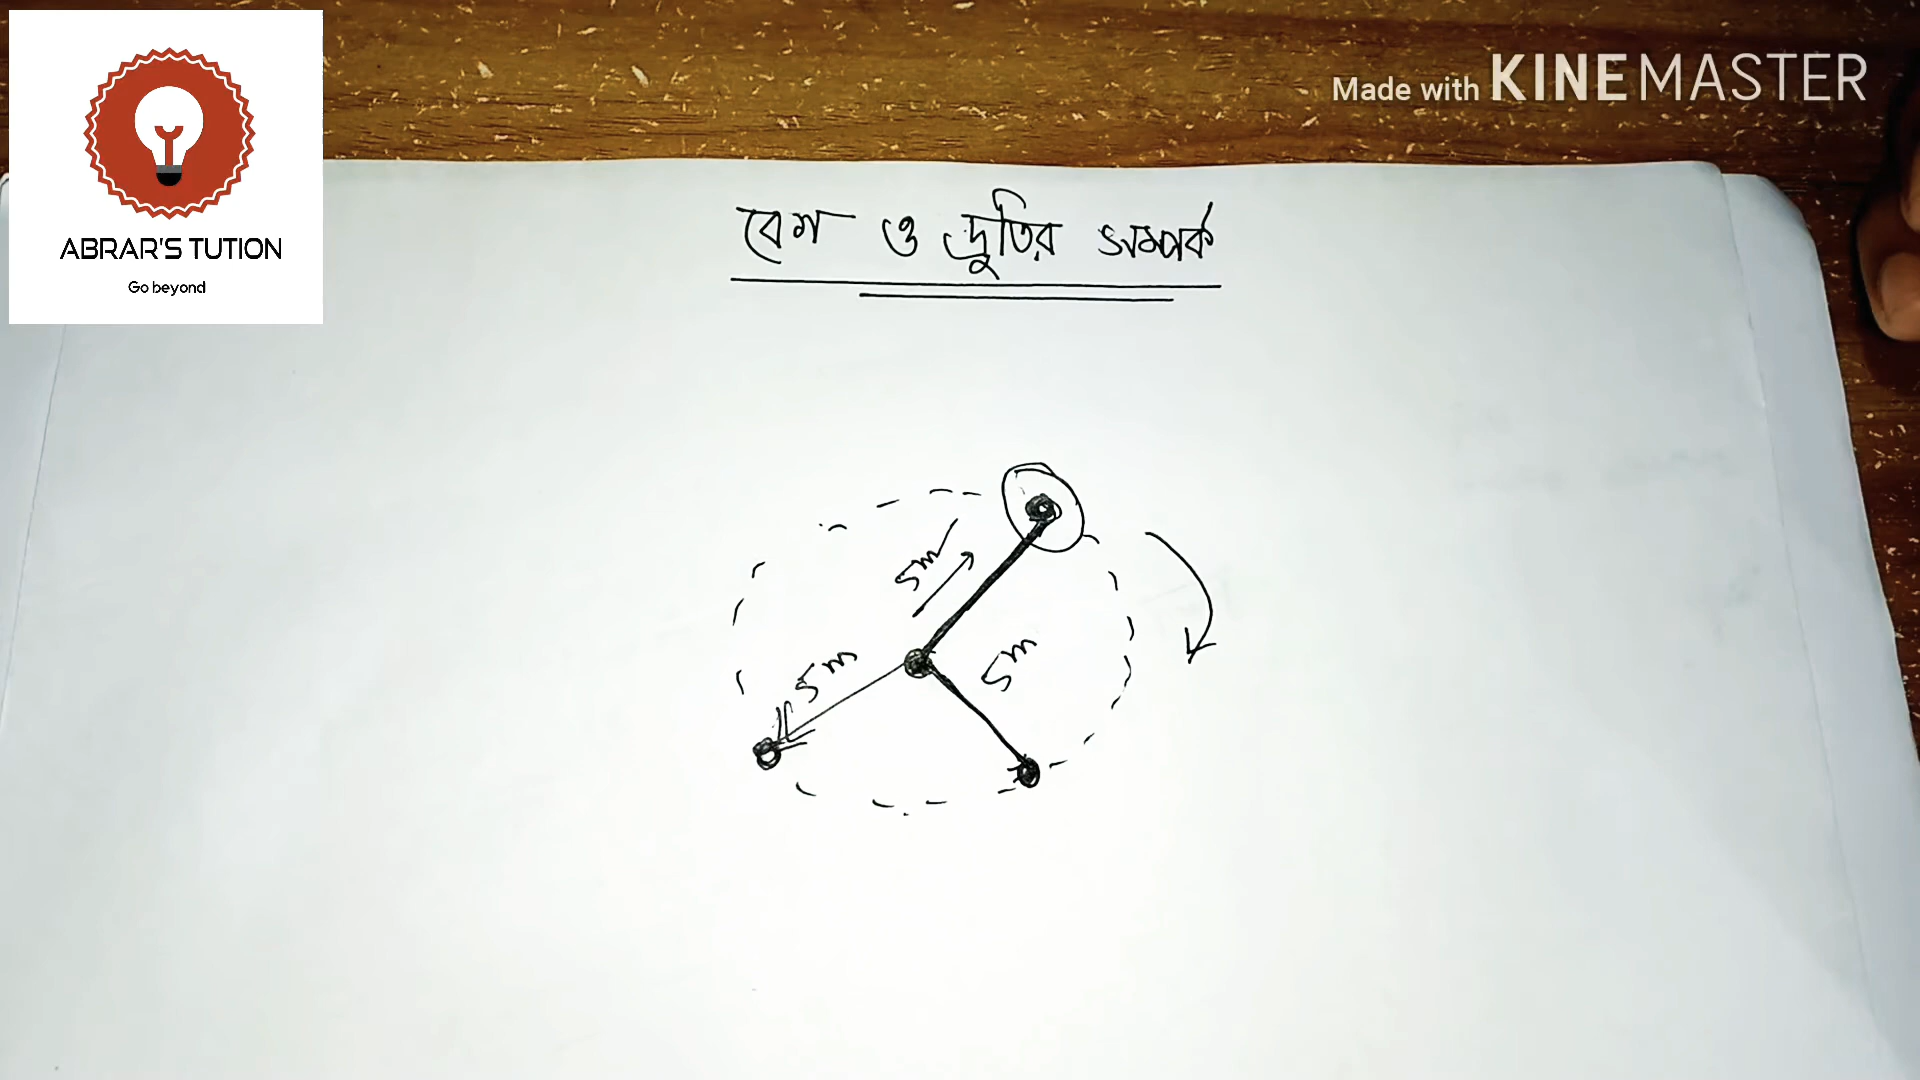 Made with KINEMASTER
ABRAR'S TUTION
Go beyond
বেগ ও দ্রুতির সম্পর্ক
5m
5m
5m